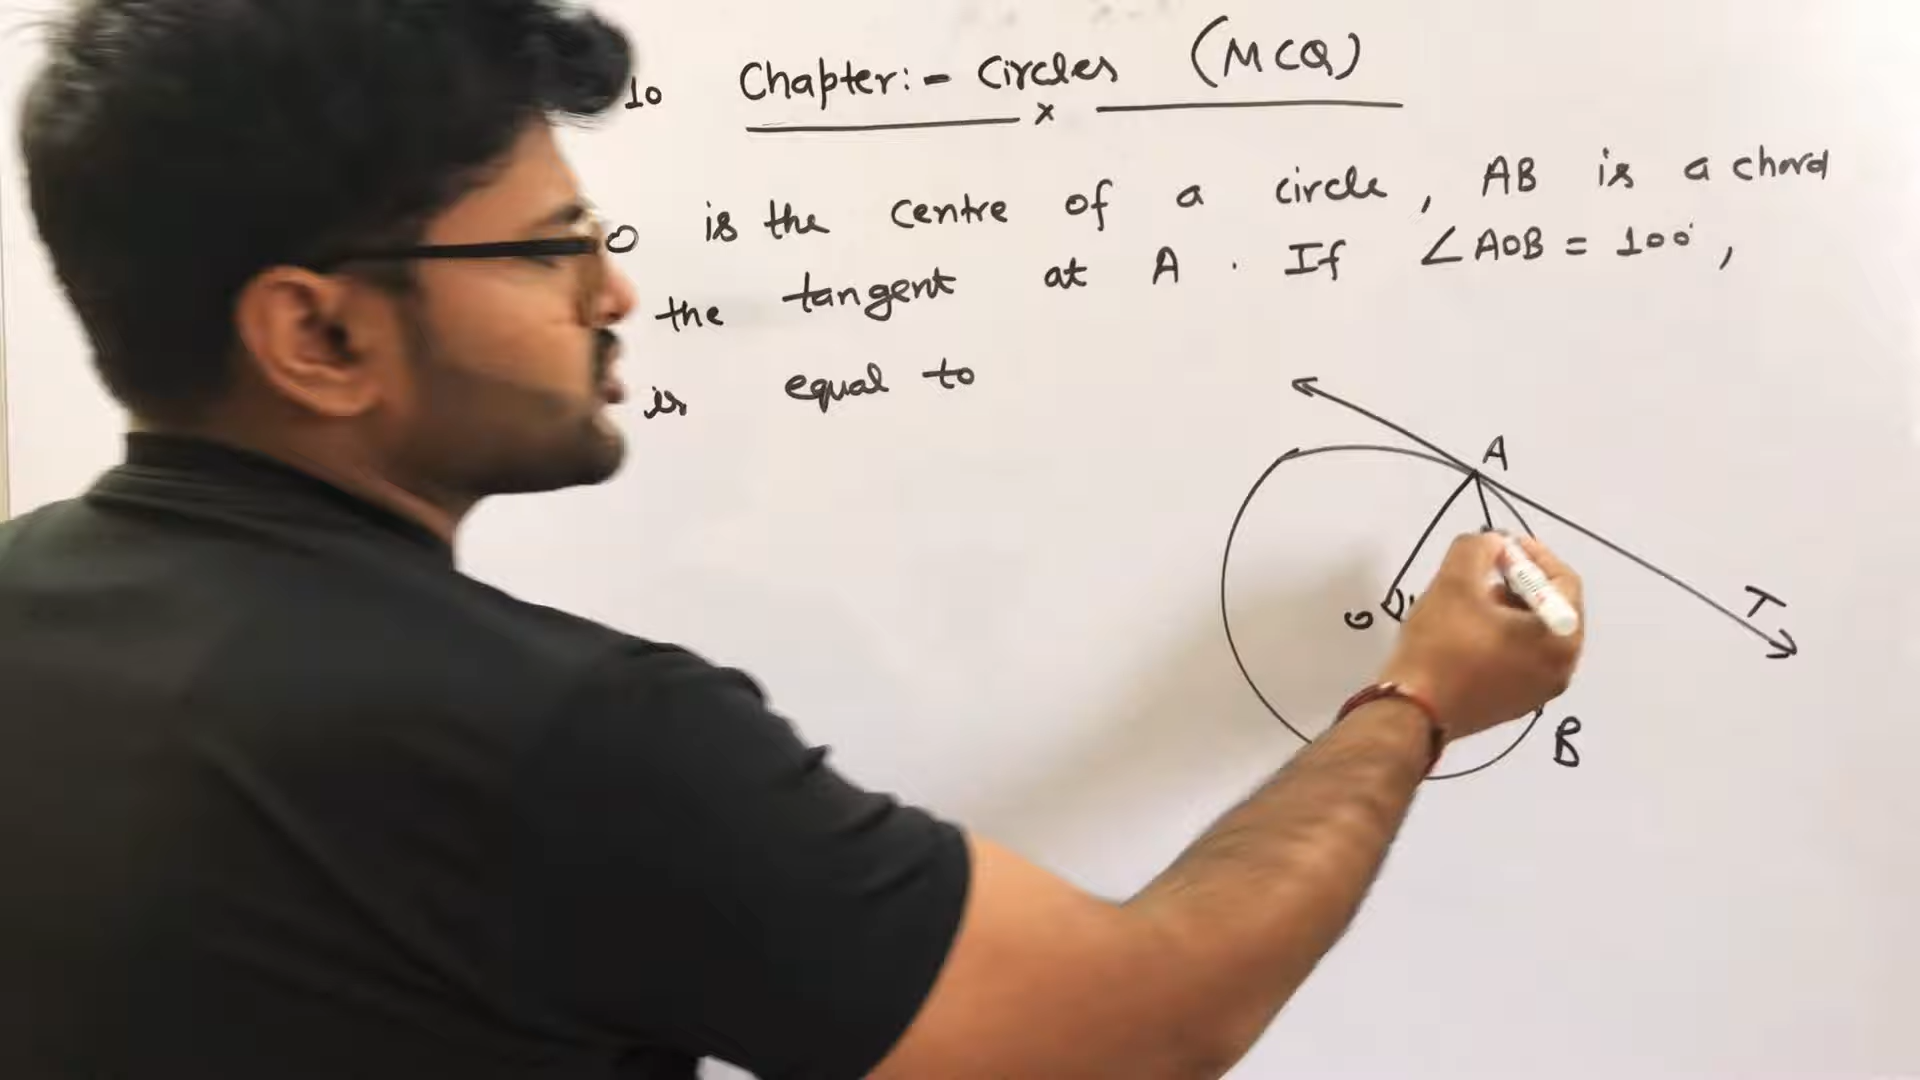 10 Chapter:- Circles (MCQ)
x
O is the centre of a circle, AB is a chord
the tangent at A. If ∠AOB = 100°,
is equal to
A
O
T
B